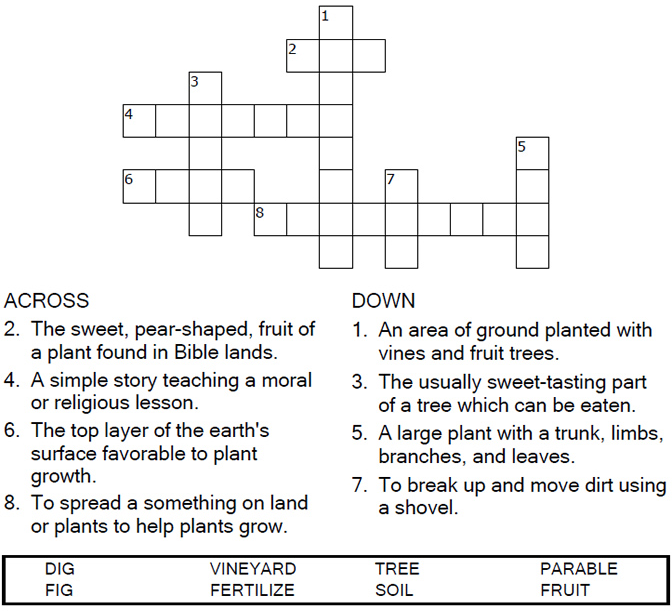 1
2
3
4
5
6
7
8
ACROSS
2. The sweet, pear-shaped, fruit of
a plant found in Bible lands.
4. A simple story teaching a moral
or religious lesson.
6. The top layer of the earth's
surface favorable to plant
growth.
8. To spread a something on land
or plants to help plants grow.
DOWN
1. An area of ground planted with
vines and fruit trees.
3. The usually sweet-tasting part
of a tree which can be eaten.
5. A large plant with a trunk, limbs,
branches, and leaves.
7. To break up and move dirt using
a shovel.
DIG VINEYARD TREE PARABLE
FIG FERTILIZE SOIL FRUIT